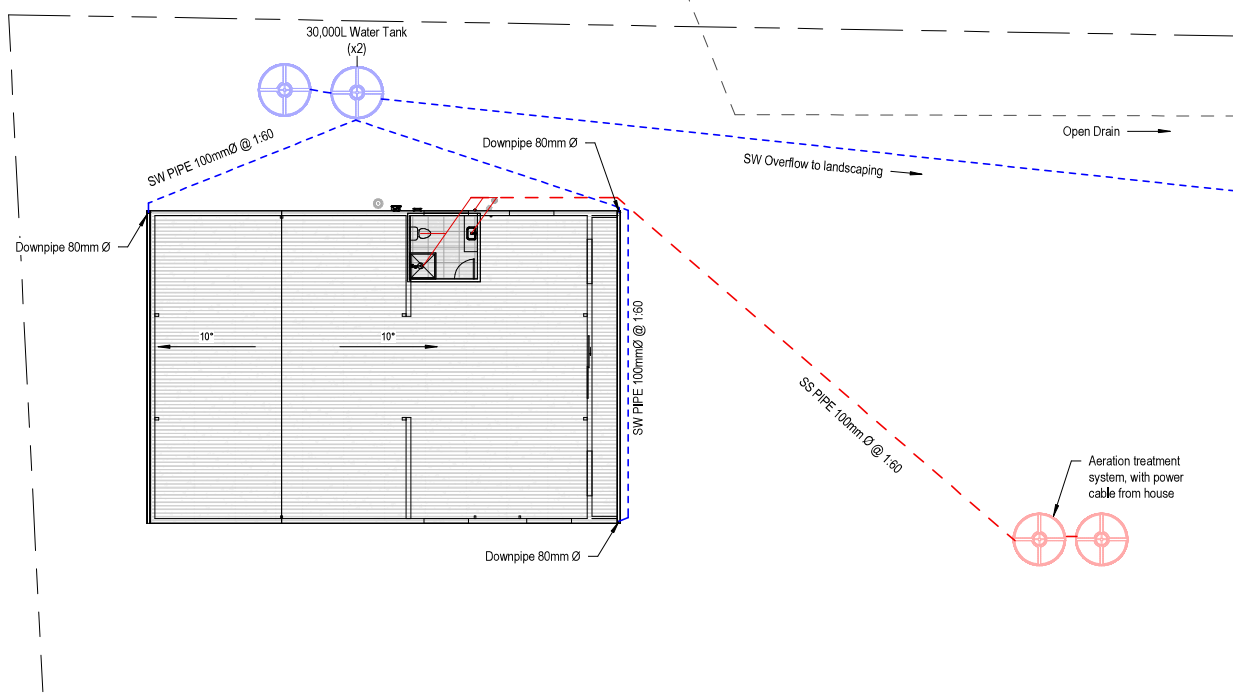 30,000L Water Tank
(x2)
SW PIPE 100mmØ @ 1:60
Downpipe 80mm Ø
Open Drain
SW Overflow to landscaping
Downpipe 80mm Ø
10°
10°
SW PIPE 100mmØ @ 1:60
SS PIPE 100mm Ø @ 1:60
Aeration treatment
system, with power
cable from house
Downpipe 80mm Ø